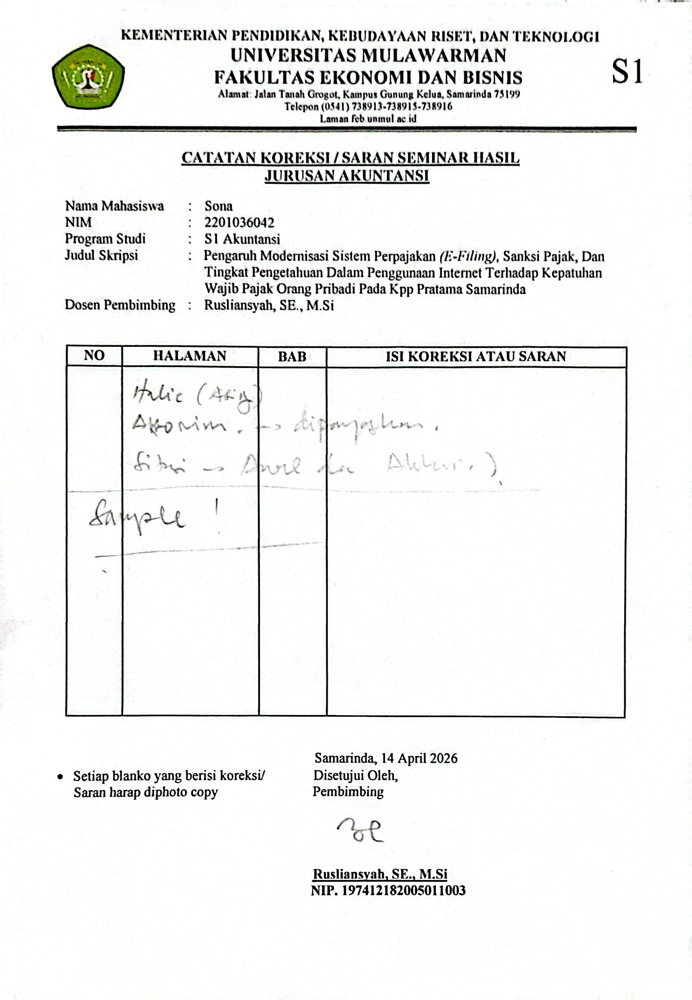 KEMENTERIAN PENDIDIKAN, KEBUDAYAAN RISET, DAN TEKNOLOGI
UNIVERSITAS MULAWARMAN
FAKULTAS EKONOMI DAN BISNIS
S1
Alamat: Jalan Tanah Grogot, Kampus Gunung Kelua, Samarinda 75199
Telepon (0541) 738913-738915-738916
Laman feb.unmul.ac.id
CATATAN KOREKSI / SARAN SEMINAR HASIL
JURUSAN AKUNTANSI
Nama Mahasiswa : Sona
NIM : 2201036042
Program Studi : S1 Akuntansi
Judul Skripsi : Pengaruh Modernisasi Sistem Perpajakan (E-Filing), Sanksi Pajak, Dan
Tingkat Pengetahuan Dalam Penggunaan Internet Terhadap Kepatuhan
Wajib Pajak Orang Pribadi Pada Kpp Pratama Samarinda
Dosen Pembimbing : Rusliansyah, SE., M.Si
NO HALAMAN BAB ISI KOREKSI ATAU SARAN
Italic (Asing)
-> dipanjangkan.
-> Awal dan Akhir.)
Sample !
Samarinda, 14 April 2026
• Setiap blanko yang berisi koreksi/ Disetujui Oleh,
Saran harap diphoto copy Pembimbing
Rusliansyah, SE., M.Si
NIP. 197412182005011003